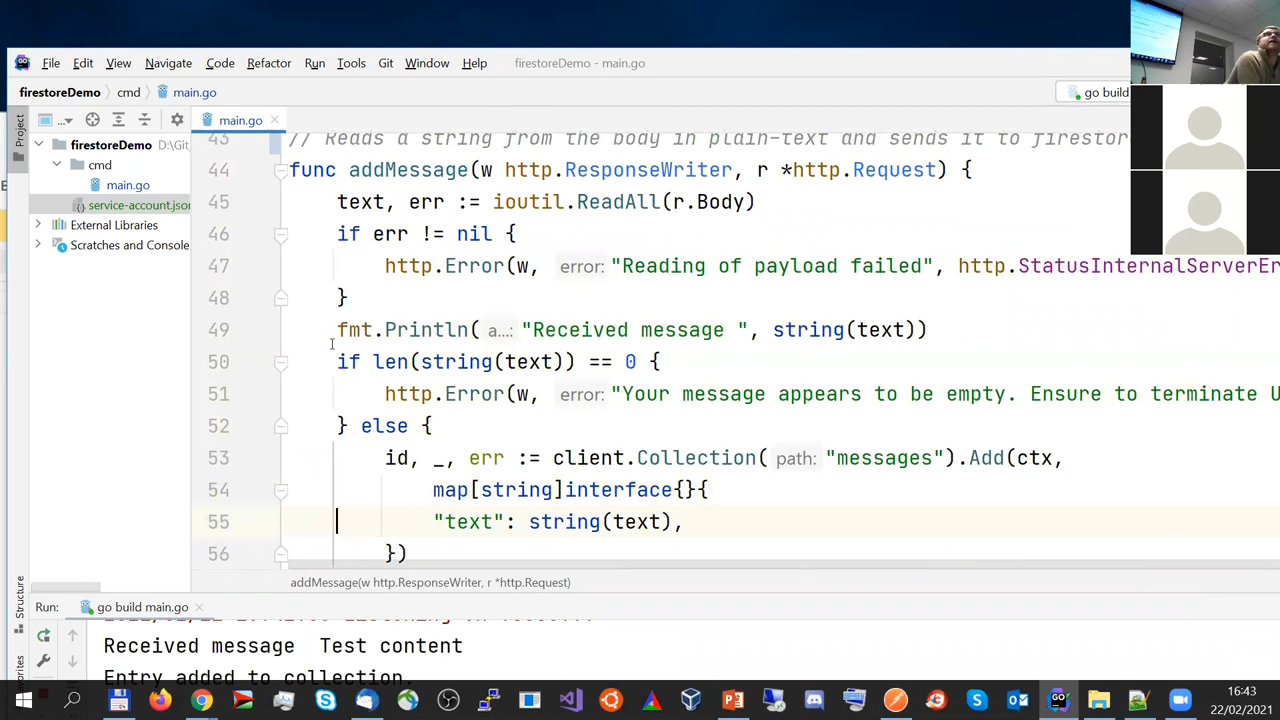 File Edit View Navigate Code Refactor Run Tools Git Window Help firestoreDemo - main.go
firestoreDemo cmd main.go go build
... main.go
Project
firestoreDemo D:\Git
cmd
main.go
service-account.json
External Libraries
Scratches and Console
43 // Reads a string from the body in plain-text and sends it to firestor
44 func addMessage(w http.ResponseWriter, r *http.Request) {
45 text, err := ioutil.ReadAll(r.Body)
46 if err != nil {
47 http.Error(w, error: "Reading of payload failed", http.StatusInternalServerEr
48 }
49 fmt.Println( a...: "Received message ", string(text))
50 if len(string(text)) == 0 {
51 http.Error(w, error: "Your message appears to be empty. Ensure to terminate U
52 } else {
53 id, _, err := client.Collection( path: "messages").Add(ctx,
54 map[string]interface{}{
55 "text": string(text),
56 })
addMessage(w http.ResponseWriter, r *http.Request)
Structure
Run: go build main.go
Received message  Test content
Entry added to collection.
Favorites
16:43
22/02/2021